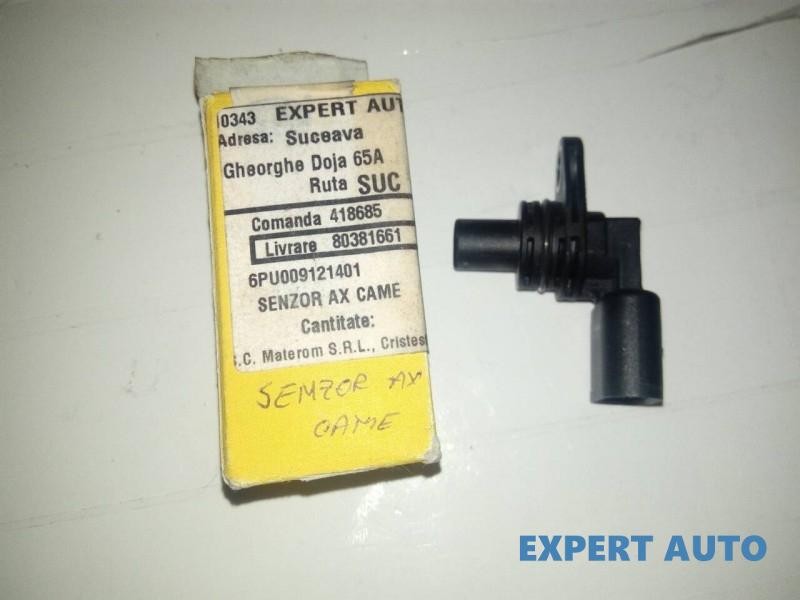 0343 EXPERT AUT
Adresa: Suceava
Gheorghe Doja 65A
Ruta SUC
Comanda 418685
Livrare 80381661
6PU009121401
SENZOR AX CAME
Cantitate:
.C. Materom S.R.L., Cristes
SEMZOR AX
CAME
EXPERT AUTO